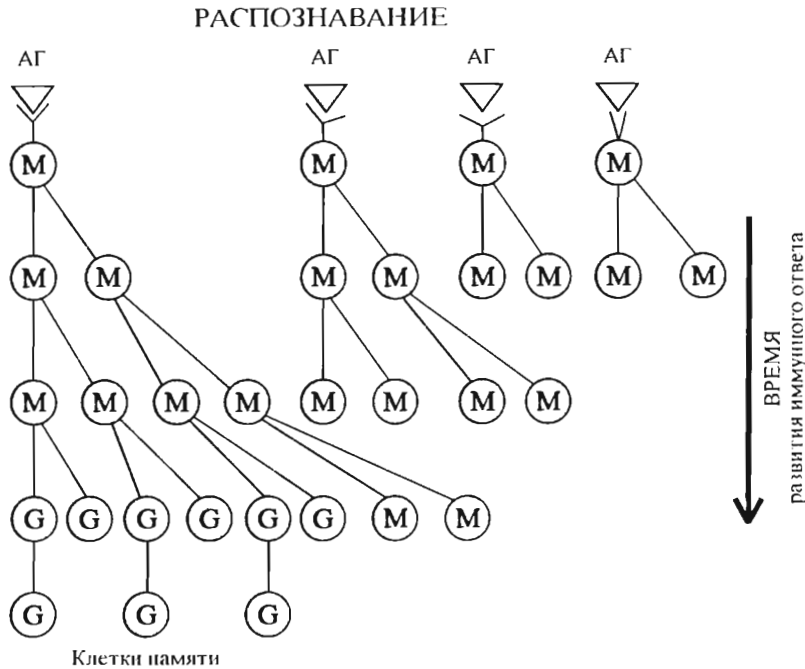 РАСПОЗНАВАНИЕ
АГ АГ АГ АГ
M M M M
M M M M M M M M
M M M M M M M M
G G G G G G M M
G G G
Клетки памяти
ВРЕМЯ
развития иммунного ответа